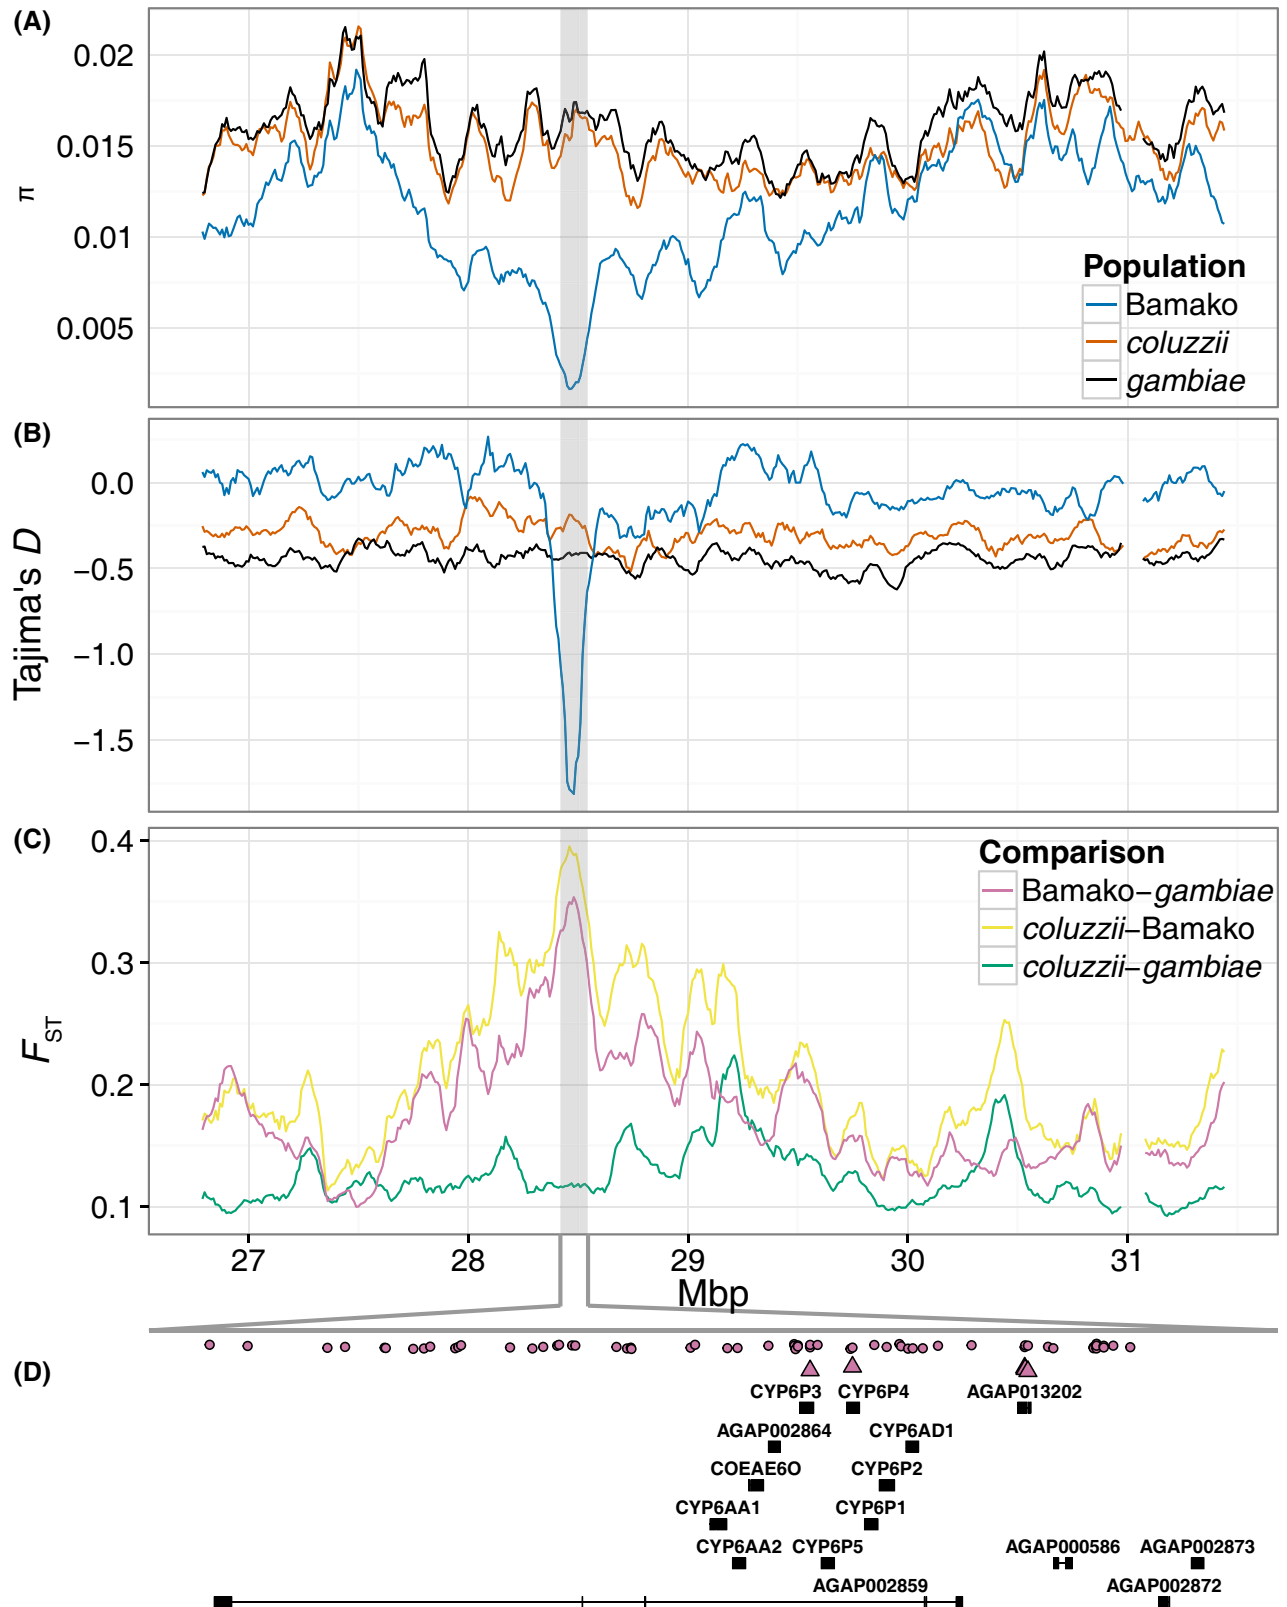 (A)
0.02
0.015
0.01
0.005
π
Population
Bamako
coluzzii
gambiae
(B)
0.0
−0.5
−1.0
−1.5
Tajima's D
(C)
0.4
0.3
0.2
0.1
FST
Comparison
Bamako−gambiae
coluzzii−Bamako
coluzzii−gambiae
27 28 29 30 31
Mbp
(D)
CYP6P3 CYP6P4 AGAP013202
AGAP002864 CYP6AD1
COEAE6O CYP6P2
CYP6AA1 CYP6P1
CYP6AA2 CYP6P5 AGAP000586 AGAP002873
AGAP002859 AGAP002872